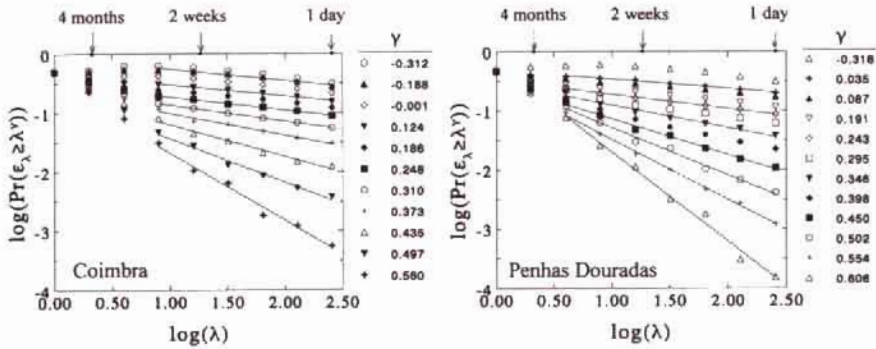 4 months 2 weeks 1 day
γ
0
-1
-2
-3
-4
log(Pr(ε_λ≥λ^γ))
Coimbra
0.00 0.50 1.00 1.50 2.00 2.50
log(λ)
-0.312
-0.188
-0.001
0.124
0.186
0.248
0.310
0.373
0.435
0.497
0.560
4 months 2 weeks 1 day
γ
0
-1
-2
-3
-4
log(Pr(ε_λ≥λ^γ))
Penhas Douradas
0.00 0.50 1.00 1.50 2.00 2.50
log(λ)
-0.318
0.035
0.087
0.191
0.243
0.295
0.346
0.398
0.450
0.502
0.554
0.606